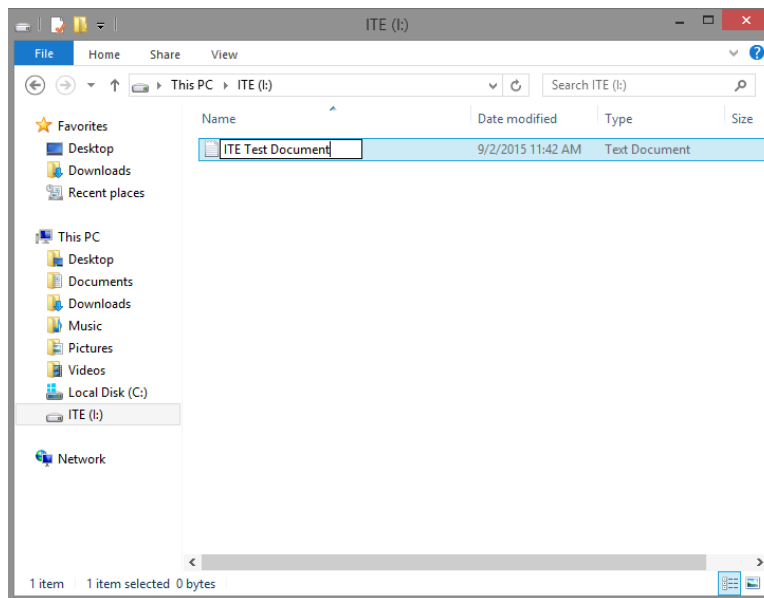 ITE (I:)
File Home Share View
This PC ITE (I:) Search ITE (I:)
Name Date modified Type Size
ITE Test Document 9/2/2015 11:42 AM Text Document
Favorites
Desktop
Downloads
Recent places
This PC
Desktop
Documents
Downloads
Music
Pictures
Videos
Local Disk (C:)
ITE (I:)
Network
1 item 1 item selected 0 bytes